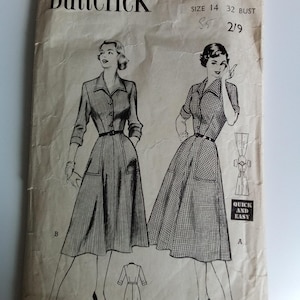 Butterick
SIZE 14 32 BUST
2/9
QUICK
AND
EASY
B
A